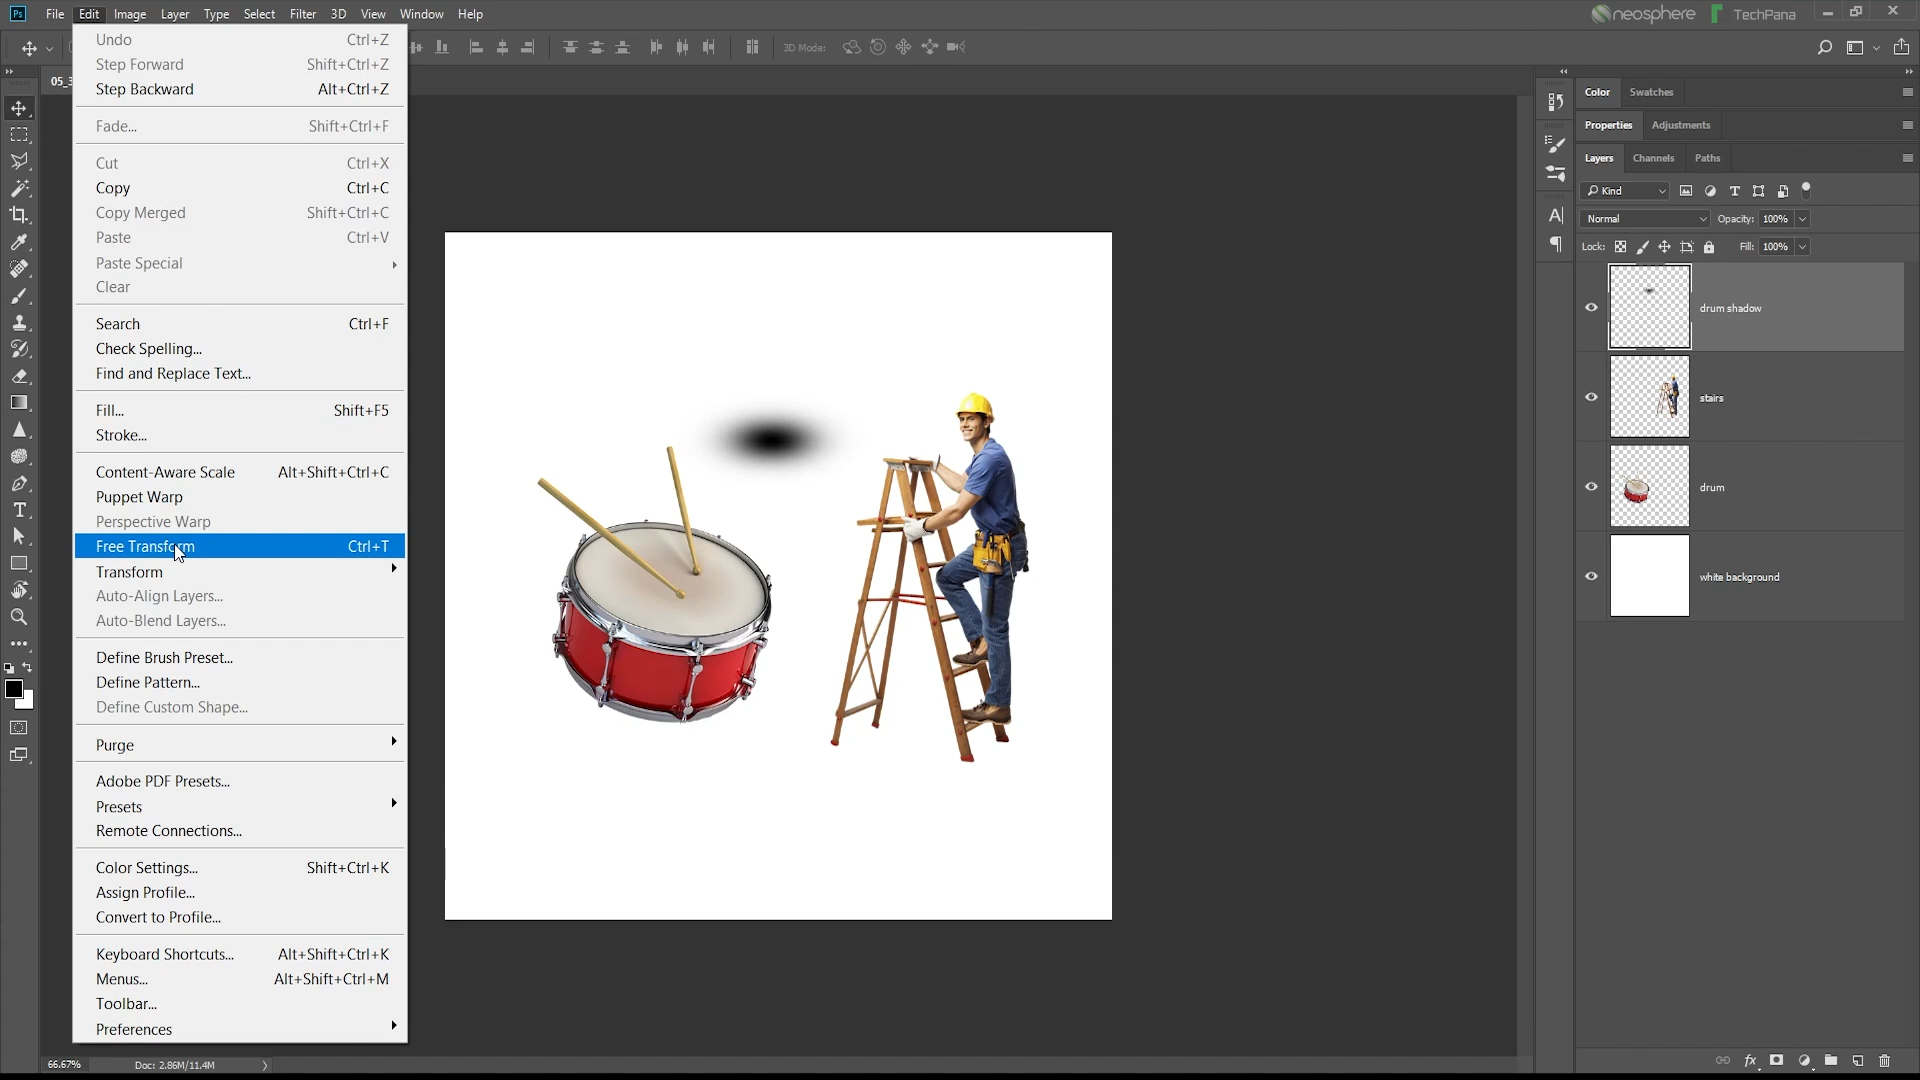 Ps File Edit Image Layer Type Select Filter 3D View Window Help
neosphere TechPana
3D Mode:
05_3
Undo Ctrl+Z
Step Forward Shift+Ctrl+Z
Step Backward Alt+Ctrl+Z
Fade... Shift+Ctrl+F
Cut Ctrl+X
Copy Ctrl+C
Copy Merged Shift+Ctrl+C
Paste Ctrl+V
Paste Special
Clear
Search Ctrl+F
Check Spelling...
Find and Replace Text...
Fill... Shift+F5
Stroke...
Content-Aware Scale Alt+Shift+Ctrl+C
Puppet Warp
Perspective Warp
Free Transform Ctrl+T
Transform
Auto-Align Layers...
Auto-Blend Layers...
Define Brush Preset...
Define Pattern...
Define Custom Shape...
Purge
Adobe PDF Presets...
Presets
Remote Connections...
Color Settings... Shift+Ctrl+K
Assign Profile...
Convert to Profile...
Keyboard Shortcuts... Alt+Shift+Ctrl+K
Menus... Alt+Shift+Ctrl+M
Toolbar...
Preferences
66.67% Doc: 2.86M/11.4M
Color Swatches
Properties Adjustments
Layers Channels Paths
Kind
Normal Opacity: 100%
Lock: Fill: 100%
drum shadow
stairs
drum
white background
fx